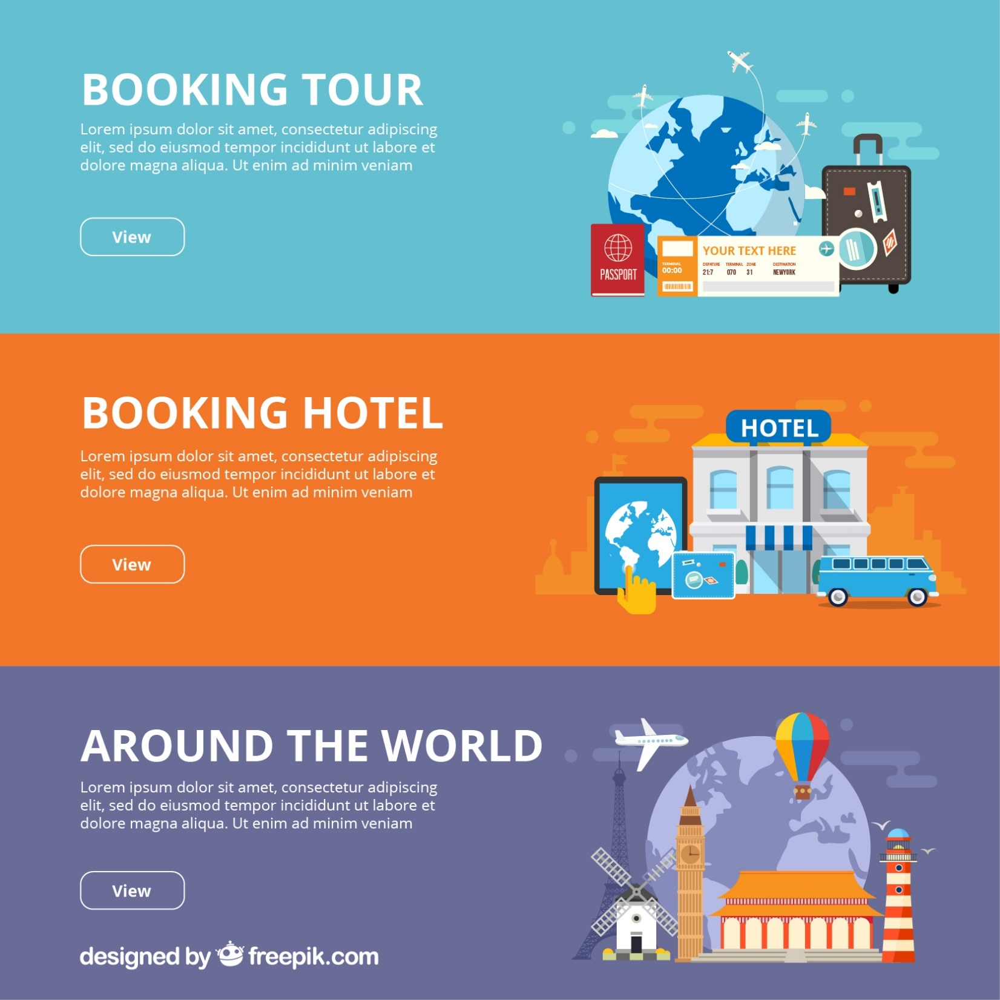 BOOKING TOUR
Lorem ipsum dolor sit amet, consectetur adipiscing
elit, sed do eiusmod tempor incididunt ut labore et
dolore magna aliqua. Ut enim ad minim veniam
View
PASSPORT
TERMINAL
00:00
YOUR TEXT HERE
DEPATURE TERMINAL ZONE DESTINATION
21:7 070 31 NEWYORK
BOOKING HOTEL
Lorem ipsum dolor sit amet, consectetur adipiscing
elit, sed do eiusmod tempor incididunt ut labore et
dolore magna aliqua. Ut enim ad minim veniam
View
HOTEL
AROUND THE WORLD
Lorem ipsum dolor sit amet, consectetur adipiscing
elit, sed do eiusmod tempor incididunt ut labore et
dolore magna aliqua. Ut enim ad minim veniam
View
designed by freepik.com